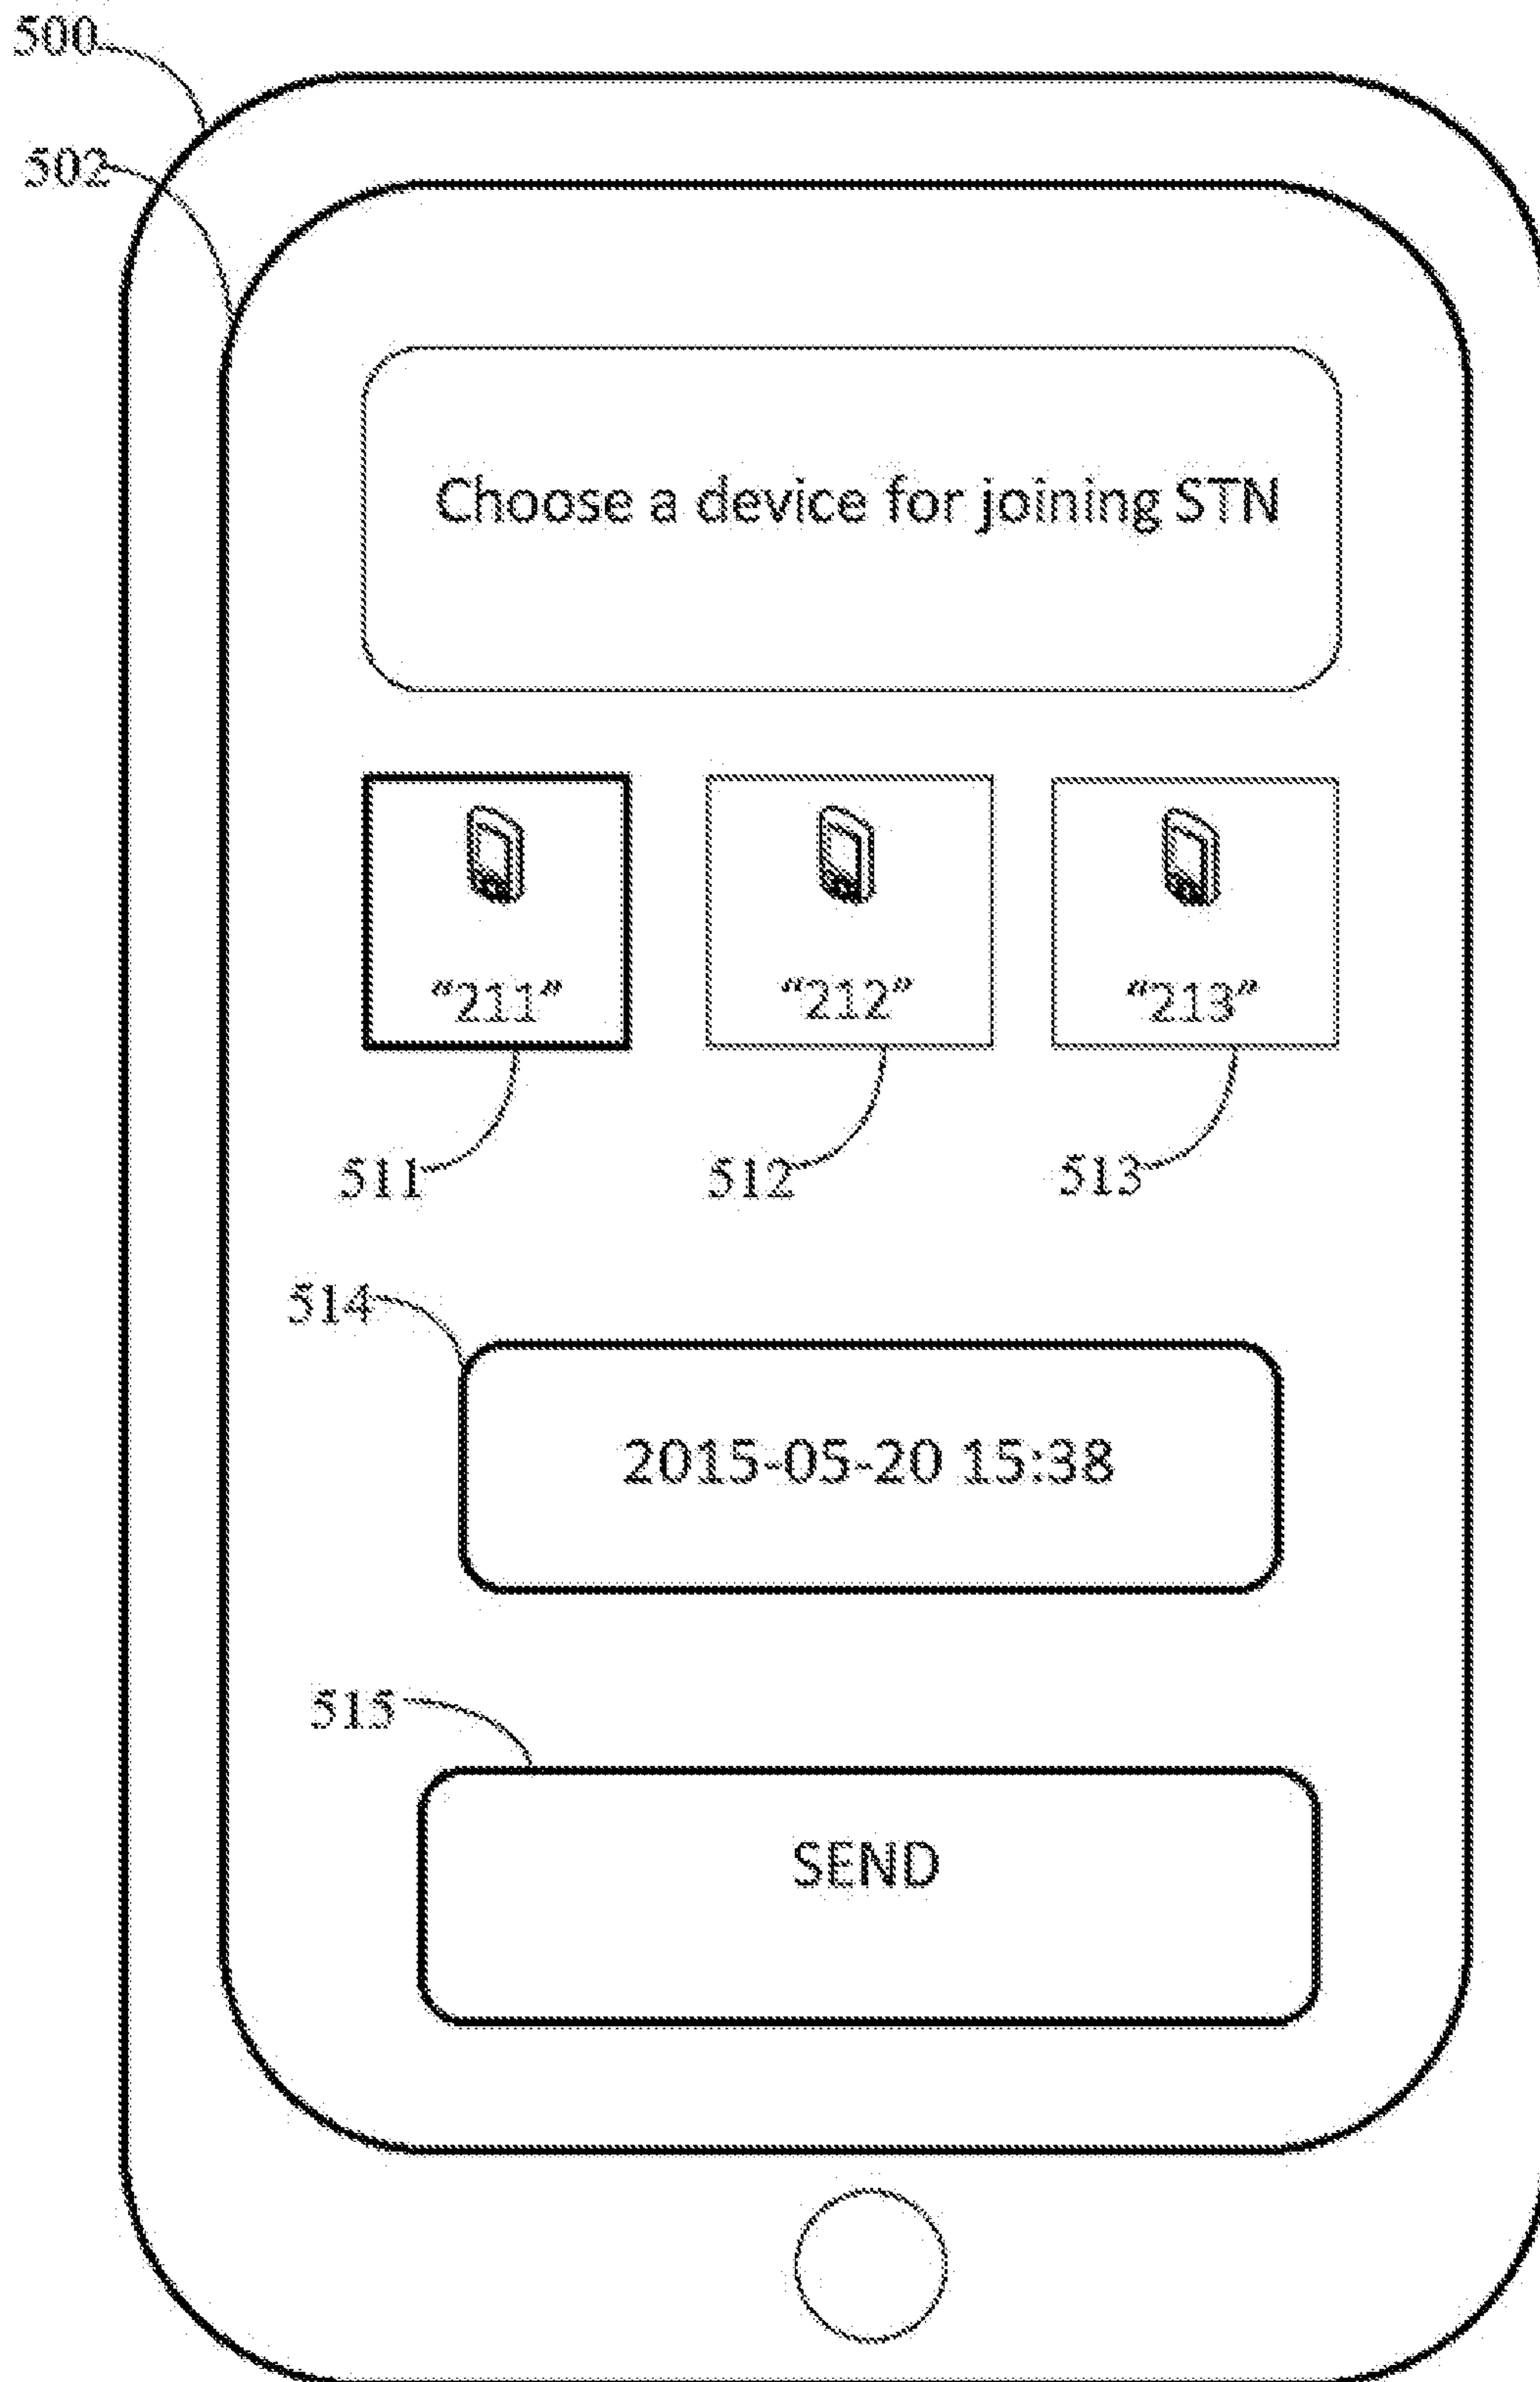 500
502
Choose a device for joining STN
“211” “212” “213”
511 512 513
514
2015-05-20 15:38
515
SEND